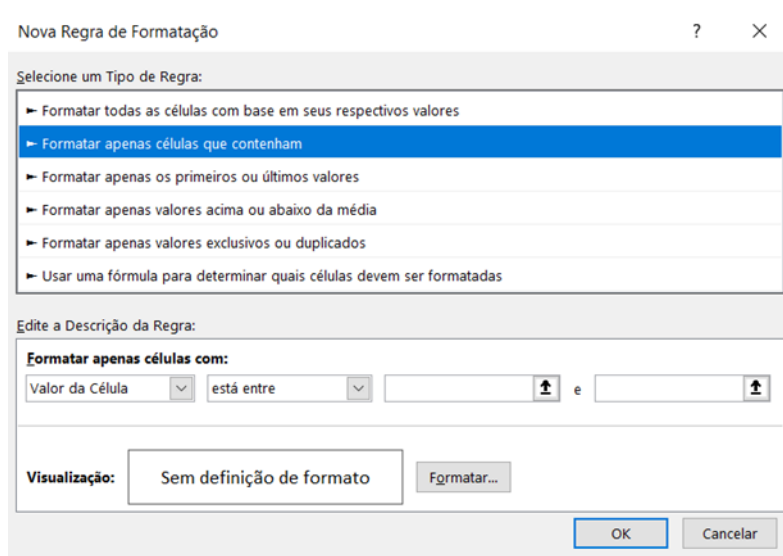 Nova Regra de Formatação ? ×
Selecione um Tipo de Regra:
► Formatar todas as células com base em seus respectivos valores
► Formatar apenas células que contenham
► Formatar apenas os primeiros ou últimos valores
► Formatar apenas valores acima ou abaixo da média
► Formatar apenas valores exclusivos ou duplicados
► Usar uma fórmula para determinar quais células devem ser formatadas
Edite a Descrição da Regra:
Formatar apenas células com:
Valor da Célula está entre e
Visualização: Sem definição de formato Formatar...
OK Cancelar